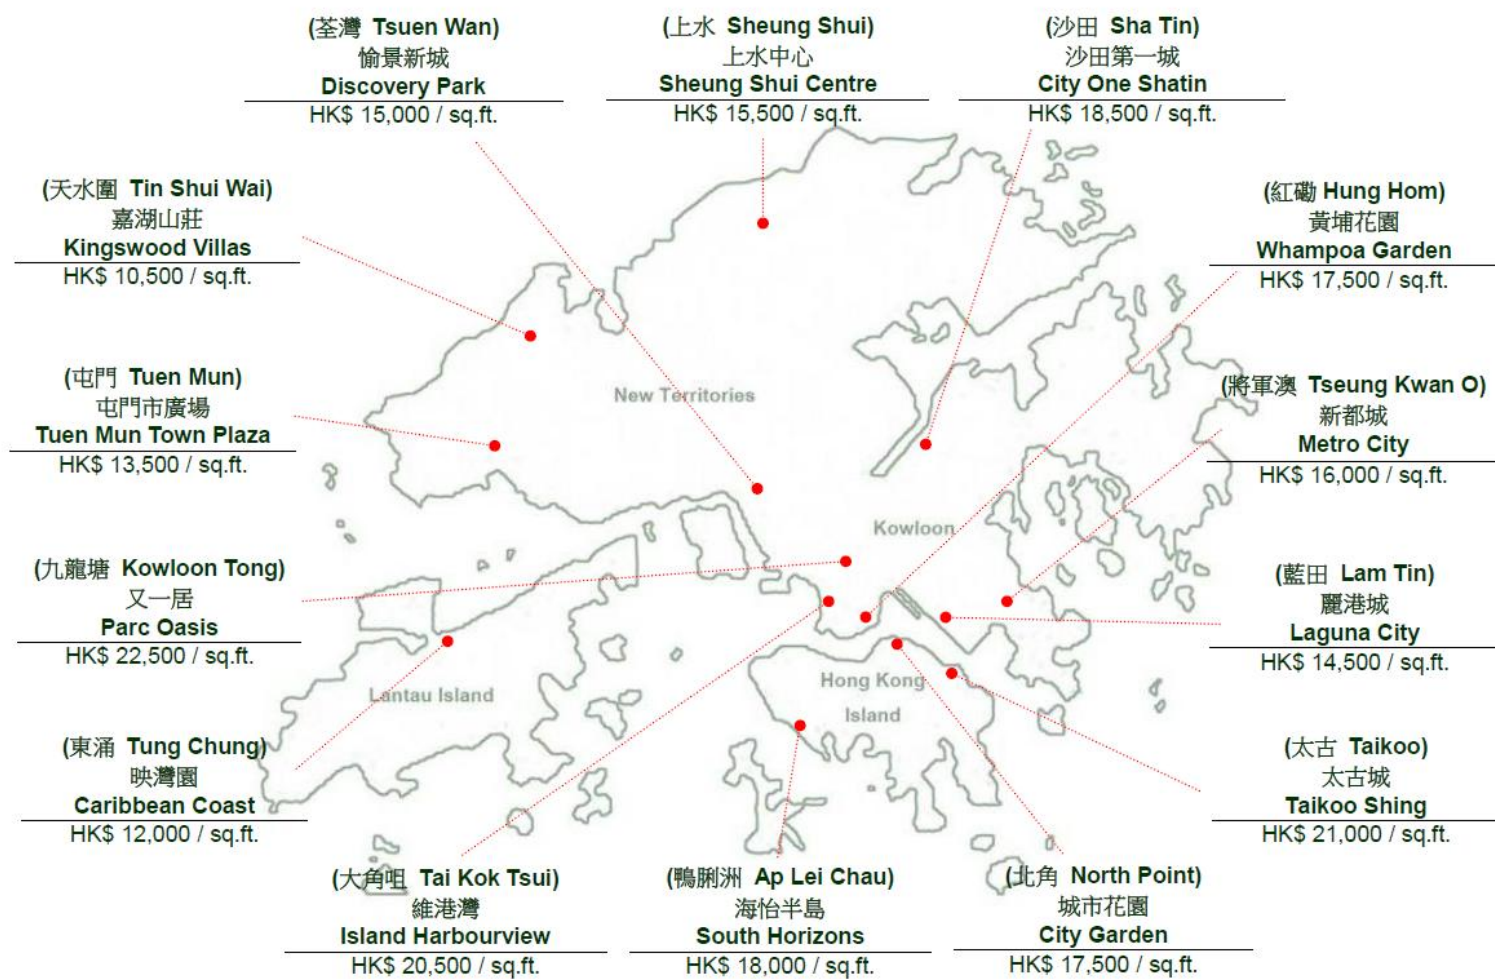 (荃灣 Tsuen Wan)
愉景新城
Discovery Park
HK$ 15,000 / sq.ft.
(上水 Sheung Shui)
上水中心
Sheung Shui Centre
HK$ 15,500 / sq.ft.
(沙田 Sha Tin)
沙田第一城
City One Shatin
HK$ 18,500 / sq.ft.
(天水圍 Tin Shui Wai)
嘉湖山莊
Kingswood Villas
HK$ 10,500 / sq.ft.
(紅磡 Hung Hom)
黃埔花園
Whampoa Garden
HK$ 17,500 / sq.ft.
(屯門 Tuen Mun)
屯門市廣場
Tuen Mun Town Plaza
HK$ 13,500 / sq.ft.
New Territories
(將軍澳 Tseung Kwan O)
新都城
Metro City
HK$ 16,000 / sq.ft.
Kowloon
(九龍塘 Kowloon Tong)
又一居
Parc Oasis
HK$ 22,500 / sq.ft.
(藍田 Lam Tin)
麗港城
Laguna City
HK$ 14,500 / sq.ft.
Lantau Island
Hong Kong
Island
(東涌 Tung Chung)
映灣園
Caribbean Coast
HK$ 12,000 / sq.ft.
(太古 Taikoo)
太古城
Taikoo Shing
HK$ 21,000 / sq.ft.
(大角咀 Tai Kok Tsui)
維港灣
Island Harbourview
HK$ 20,500 / sq.ft.
(鴨脷洲 Ap Lei Chau)
海怡半島
South Horizons
HK$ 18,000 / sq.ft.
(北角 North Point)
城市花園
City Garden
HK$ 17,500 / sq.ft.